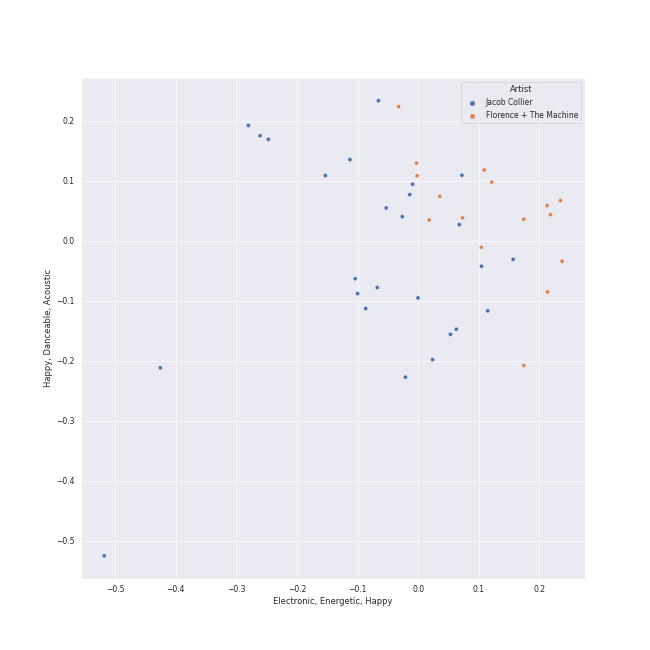 Artist
Jacob Collier
Florence + The Machine
0.2
0.1
0.0
−0.1
−0.2
−0.3
−0.4
−0.5
Happy, Danceable, Acoustic
−0.5 −0.4 −0.3 −0.2 −0.1 0.0 0.1 0.2
Electronic, Energetic, Happy